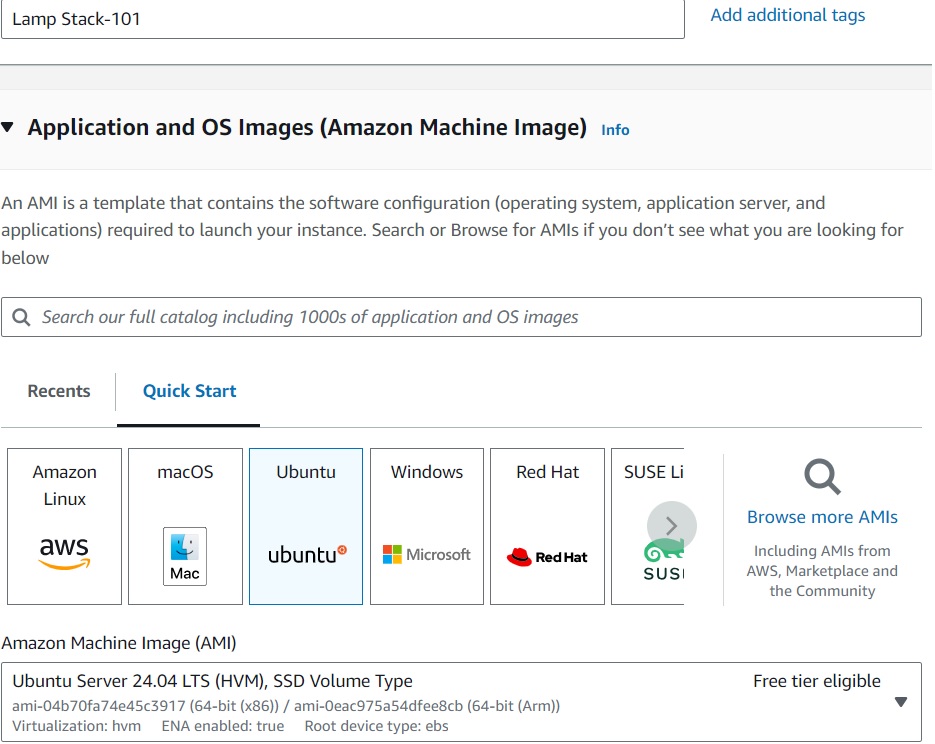 Lamp Stack-101
Add additional tags
Application and OS Images (Amazon Machine Image) Info
An AMI is a template that contains the software configuration (operating system, application server, and
applications) required to launch your instance. Search or Browse for AMIs if you don’t see what you are looking for
below
Search our full catalog including 1000s of application and OS images
Recents
Quick Start
Amazon
Linux
aws
macOS
Mac
Ubuntu
ubuntu
Windows
Microsoft
Red Hat
Red Hat
SUSE Li
SUS
Browse more AMIs
Including AMIs from
AWS, Marketplace and
the Community
Amazon Machine Image (AMI)
Ubuntu Server 24.04 LTS (HVM), SSD Volume Type
Free tier eligible
ami-04b70fa74e45c3917 (64-bit (x86)) / ami-0eac975a54dfee8cb (64-bit (Arm))
Virtualization: hvm ENA enabled: true Root device type: ebs